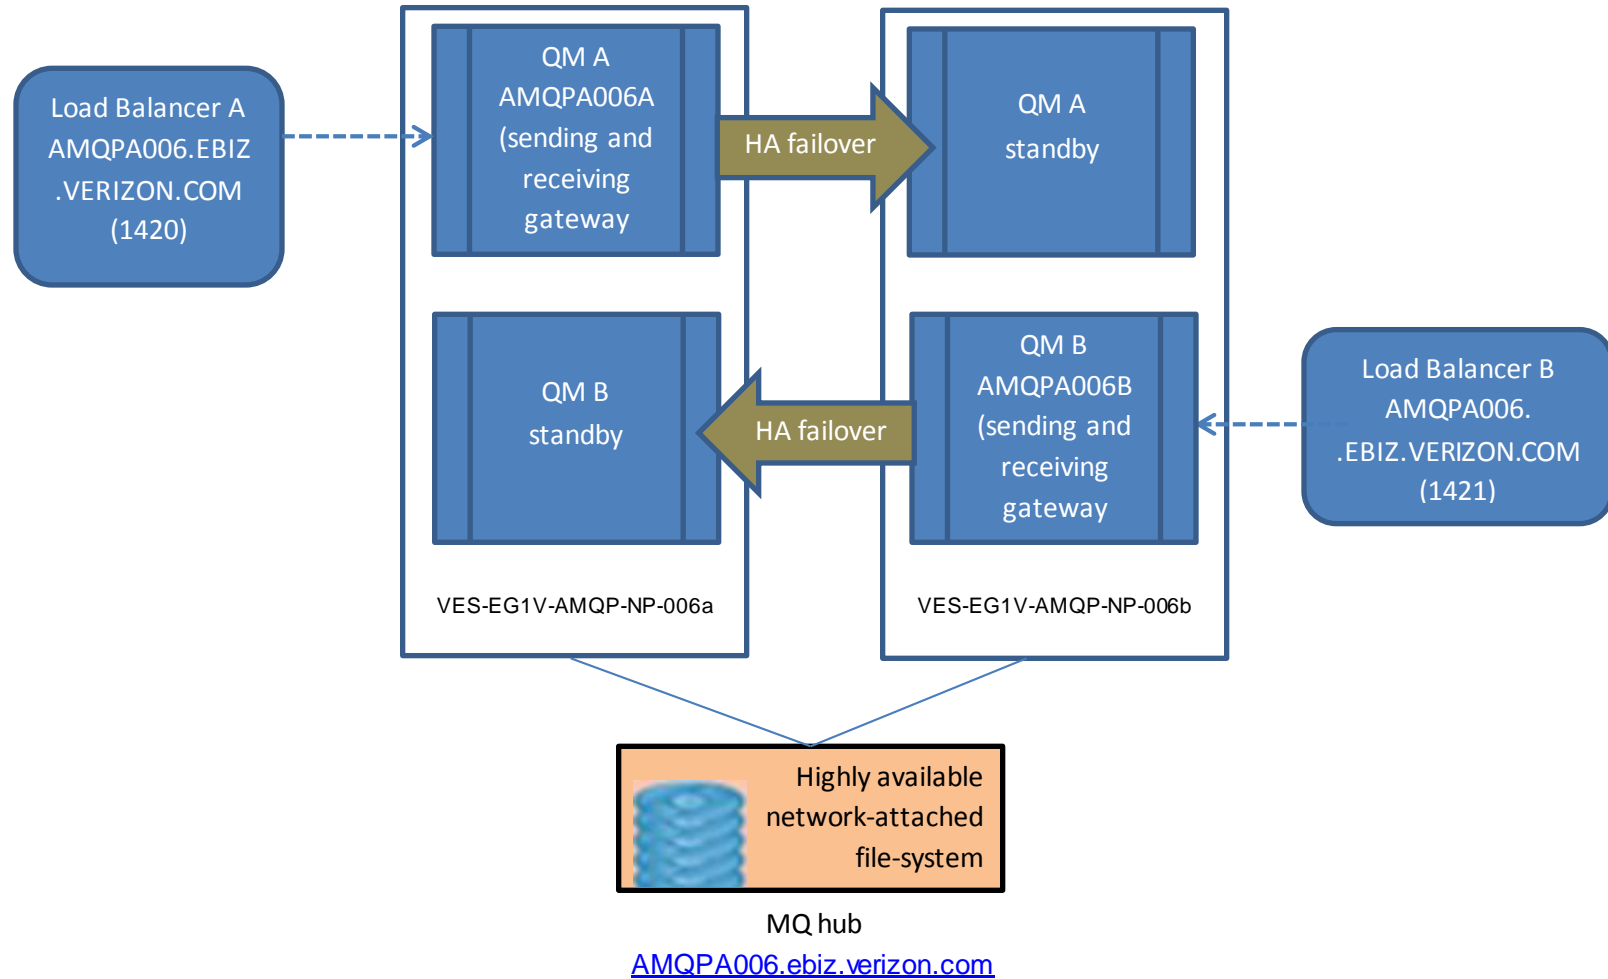 Load Balancer A
AMQPA006.EBIZ
.VERIZON.COM
(1420)
QM A
AMQPA006A
(sending and
receiving
gateway
HA failover
QM A
standby
QM B
standby
HA failover
QM B
AMQPA006B
(sending and
receiving
gateway
Load Balancer B
AMQPA006.
.EBIZ.VERIZON.COM
(1421)
VES-EG1V-AMQP-NP-006a
VES-EG1V-AMQP-NP-006b
Highly available
network-attached
file-system
MQ hub
AMQPA006.ebiz.verizon.com